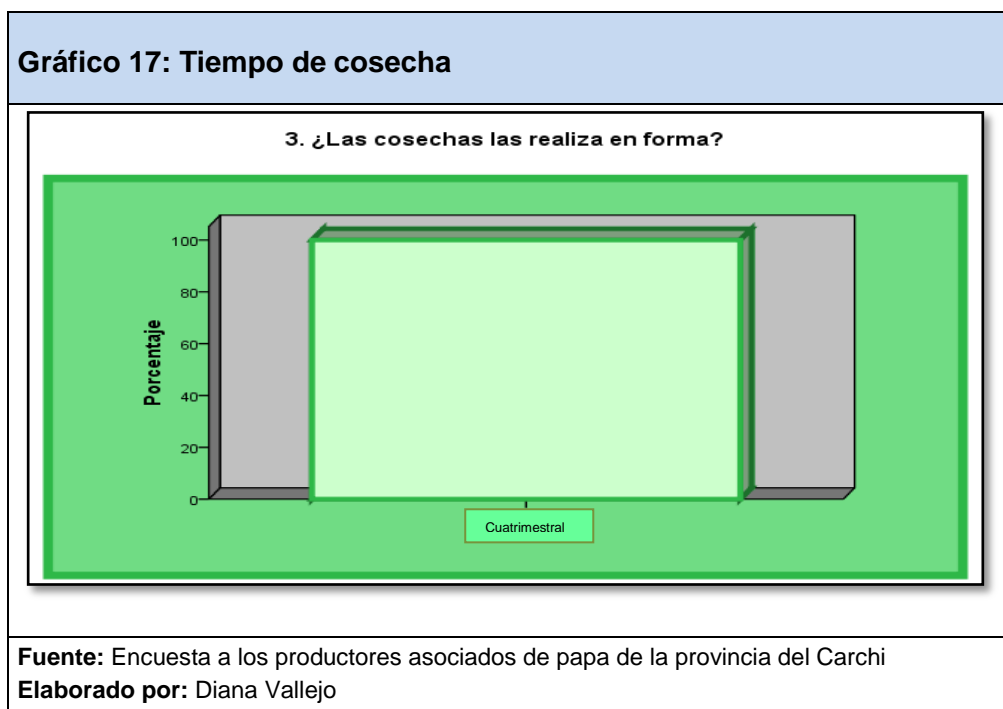 Gráfico 17: Tiempo de cosecha
3. ¿Las cosechas las realiza en forma?
Porcentaje
100
80
60
40
20
0
Cuatrimestral
Fuente: Encuesta a los productores asociados de papa de la provincia del Carchi
Elaborado por: Diana Vallejo